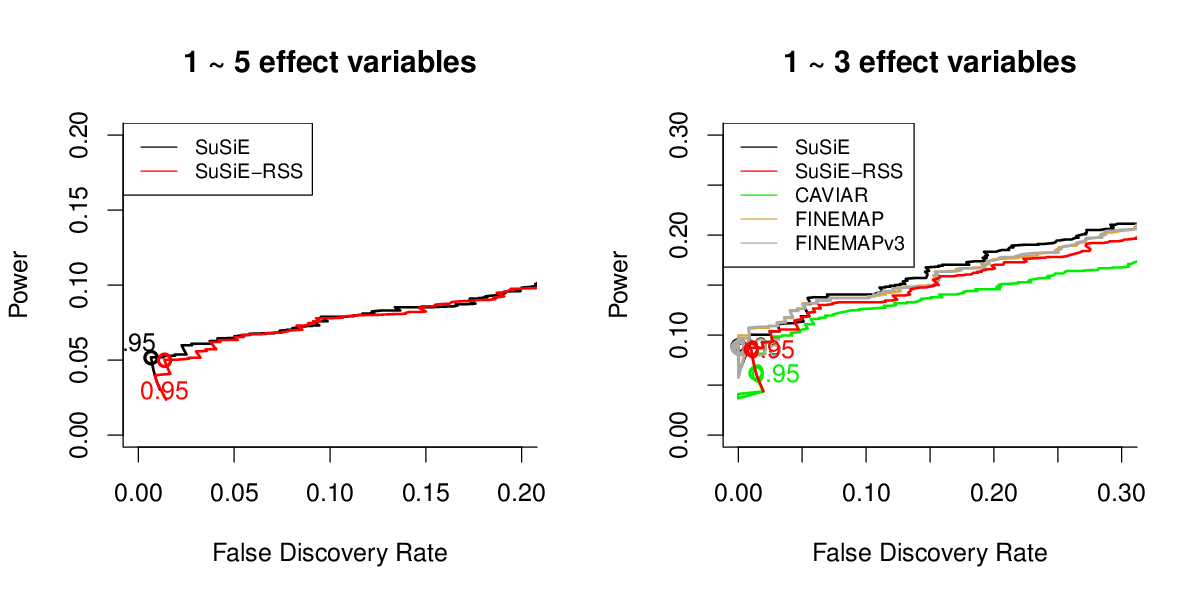 1 ~ 5 effect variables
SuSiE
SuSiE−RSS
Power
0.20
0.15
0.10
0.05
0.00
.95
0.95
0.00 0.05 0.10 0.15 0.20
False Discovery Rate
1 ~ 3 effect variables
SuSiE
SuSiE−RSS
CAVIAR
FINEMAP
FINEMAPv3
Power
0.30
0.20
0.10
0.00
.95
.95
0.00 0.10 0.20 0.30
False Discovery Rate